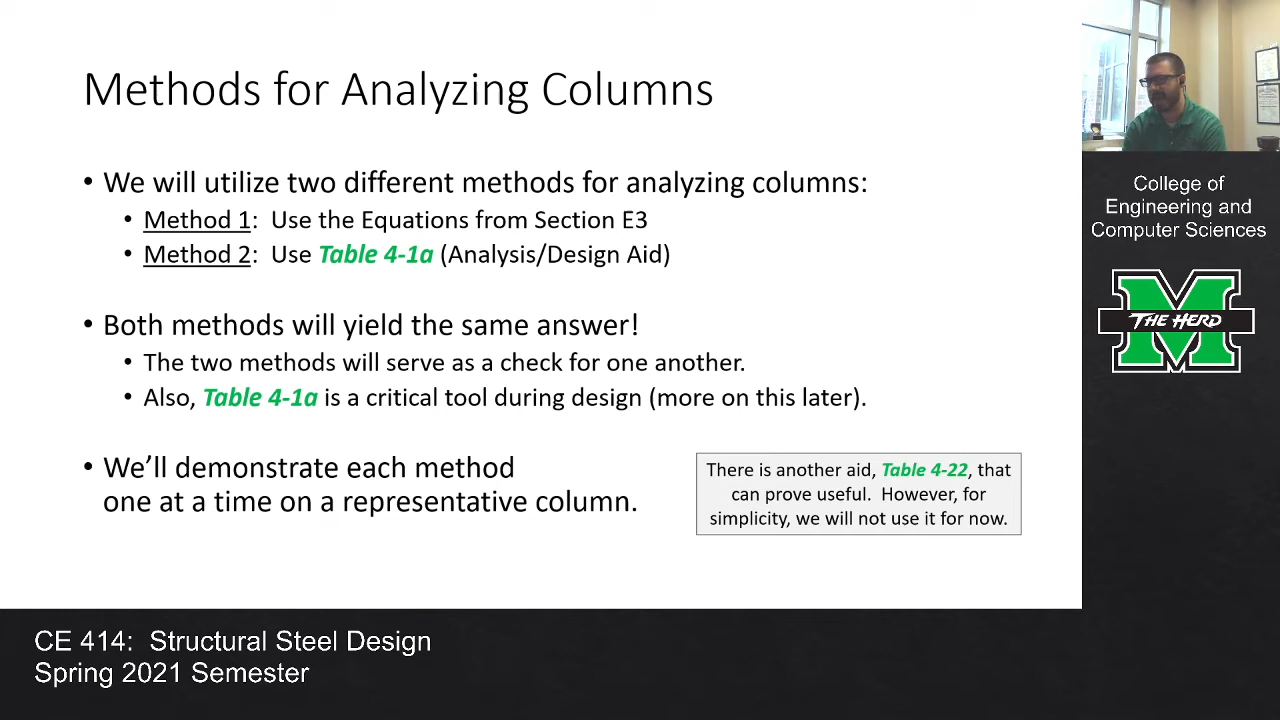 Methods for Analyzing Columns
• We will utilize two different methods for analyzing columns:
• Method 1: Use the Equations from Section E3
• Method 2: Use Table 4-1a (Analysis/Design Aid)
• Both methods will yield the same answer!
• The two methods will serve as a check for one another.
• Also, Table 4-1a is a critical tool during design (more on this later).
• We’ll demonstrate each method
one at a time on a representative column.
There is another aid, Table 4-22, that
can prove useful. However, for
simplicity, we will not use it for now.
College of
Engineering and
Computer Sciences
M
THE HERD
CE 414: Structural Steel Design
Spring 2021 Semester